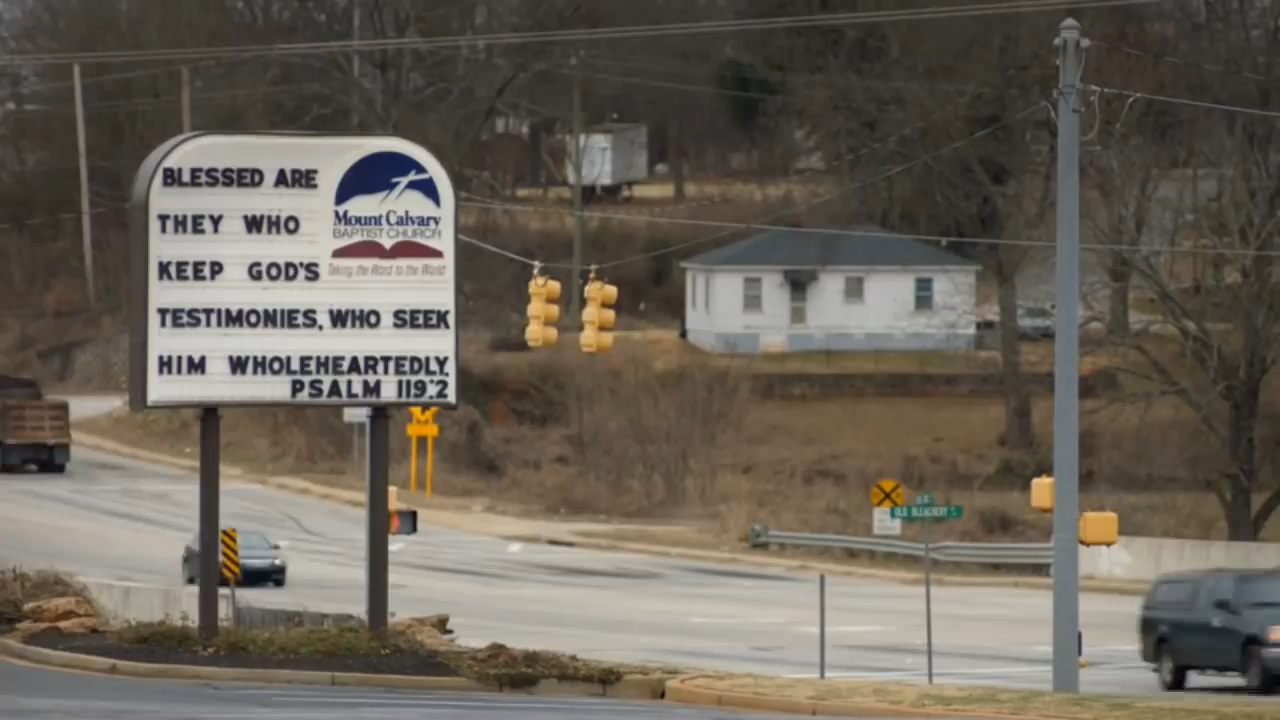 BLESSED ARE
THEY WHO
KEEP GOD'S
TESTIMONIES, WHO SEEK
HIM WHOLEHEARTEDLY.
PSALM 119:2
Mount Calvary
BAPTIST CHURCH
Taking the Word to the World
OLD BLEACHERY